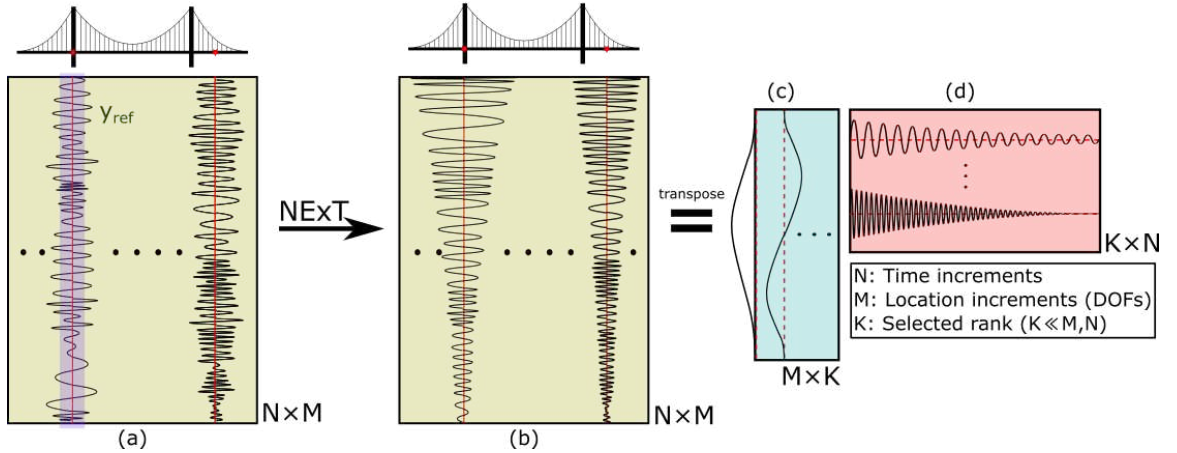 y_ref
N×M
(a)
NExT
N×M
(b)
transpose
=
(c)
M×K
(d)
K×N
N: Time increments
M: Location increments (DOFs)
K: Selected rank (K≪M,N)